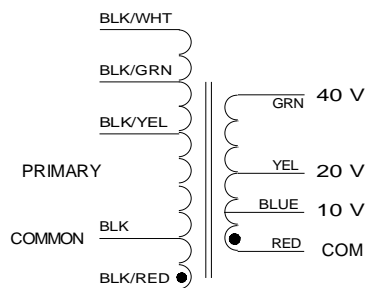 BLK/WHT
BLK/GRN
BLK/YEL
PRIMARY
COMMON BLK
BLK/RED
GRN 40 V
YEL 20 V
BLUE 10 V
RED COM